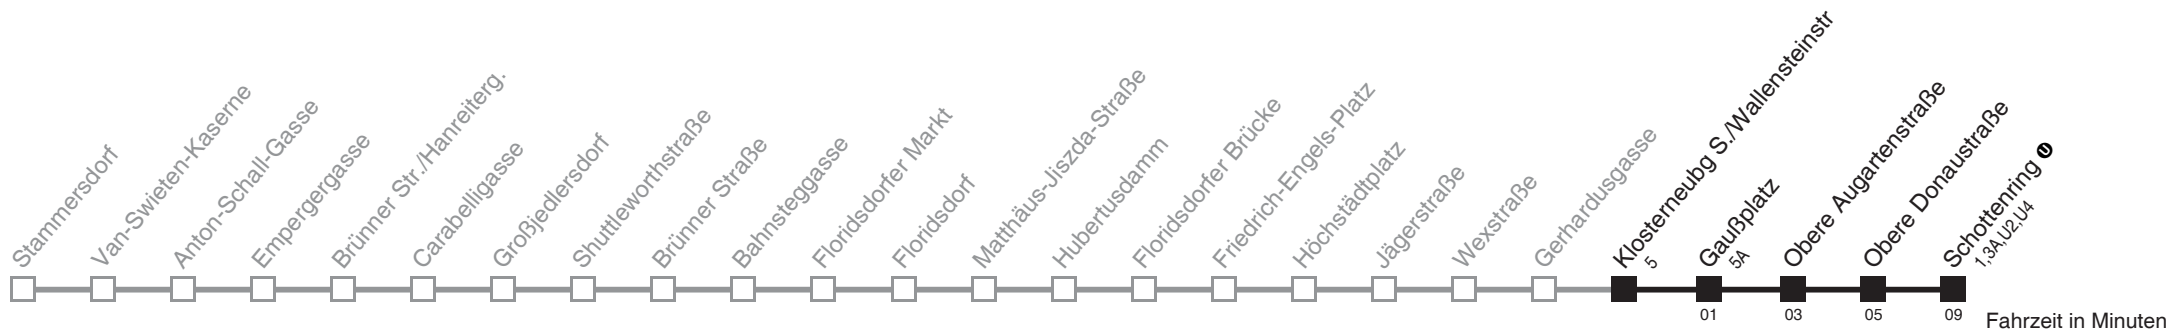 Stammersdorf
Van-Swieten-Kaserne
Anton-Schall-Gasse
Empergergasse
Brünner Str./Hanreiterg.
Carabelligasse
Großjedlersdorf
Shuttleworthstraße
Brünner Straße
Bahnsteggasse
Floridsdorfer Markt
Floridsdorf
Matthäus-Jiszda-Straße
Hubertusdamm
Floridsdorfer Brücke
Friedrich-Engels-Platz
Höchstädtplatz
Jägerstraße
Wexstraße
Gerhardusgasse
Klosterneubg S./Wallensteinstr
5
Gaußplatz
5A
Obere Augartenstraße
Obere Donaustraße
Schottenring U
1,3A,U2,U4
01 03 05 09 Fahrzeit in Minuten